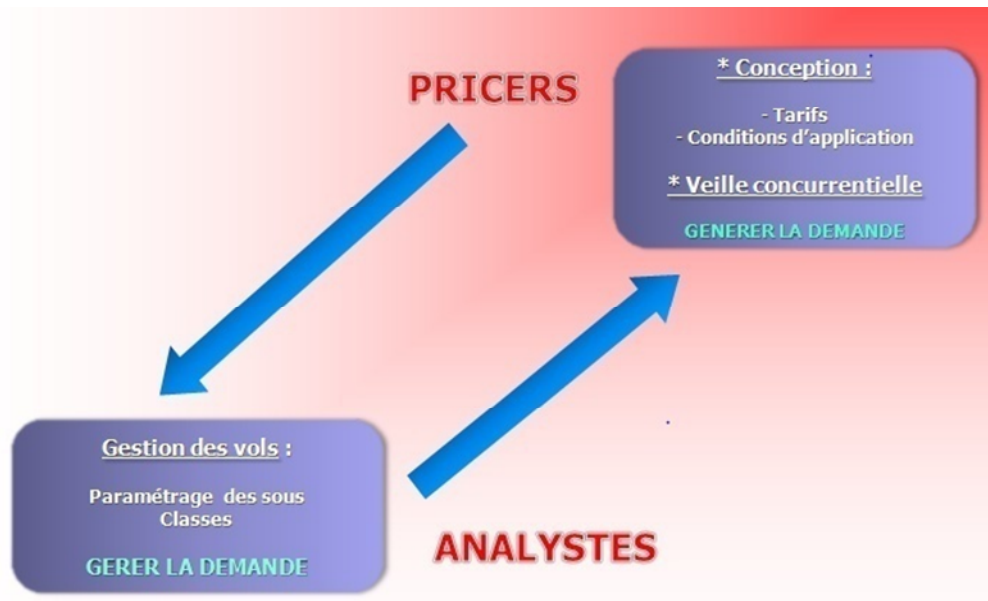 PRICERS
* Conception :
- Tarifs
- Conditions d'application
* Veille concurrentielle
GENERER LA DEMANDE
Gestion des vols :
Paramétrage des sous
Classes
GERER LA DEMANDE
ANALYSTES